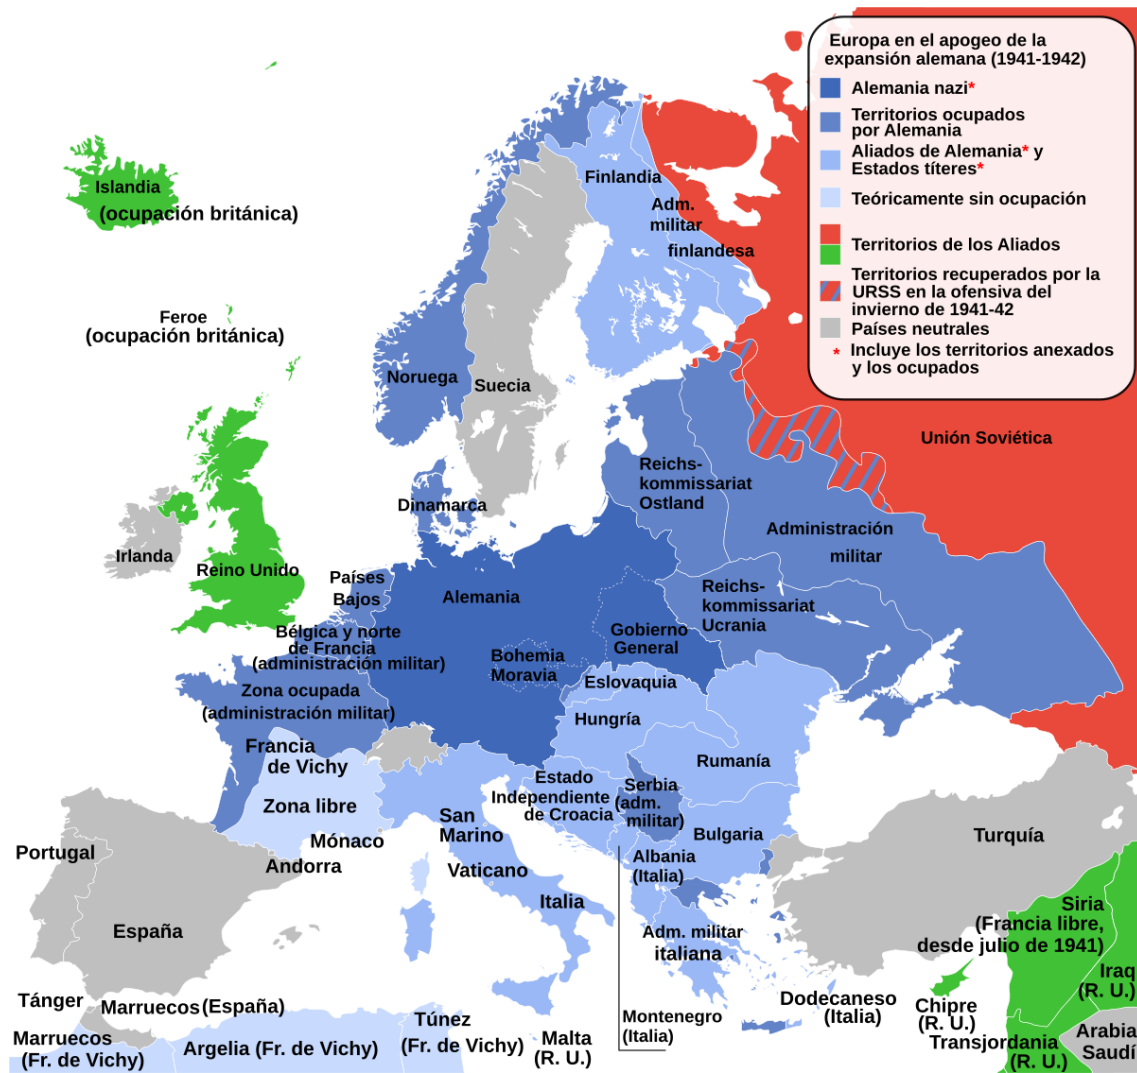 Europa en el apogeo de la
expansión alemana (1941-1942)
Alemania nazi*
Territorios ocupados
por Alemania
Aliados de Alemania* y
Estados títeres*
Teóricamente sin ocupación
Territorios de los Aliados
Territorios recuperados por la
URSS en la ofensiva del
invierno de 1941-42
Países neutrales
* Incluye los territorios anexados
y los ocupados
Islandia
(ocupación británica)
Feroe
(ocupación británica)
Finlandia
Adm.
militar
finlandesa
Noruega
Suecia
Unión Soviética
Reichs-
kommissariat
Ostland
Dinamarca
Administración
militar
Irlanda
Reino Unido
Países
Bajos
Alemania
Reichs-
kommissariat
Ucrania
Bélgica y norte
de Francia
(administración militar)
Gobierno
General
Bohemia
Moravia
Zona ocupada
(administración militar)
Eslovaquia
Hungría
Francia
de Vichy
Zona libre
Rumanía
Estado
Independiente
de Croacia
Serbia
(adm.
militar)
San
Marino
Mónaco
Andorra
Bulgaria
Albania
(Italia)
Vaticano
Italia
Portugal
España
Turquía
Adm. militar
italiana
Siria
(Francia libre,
desde julio de 1941)
Iraq
(R. U.)
Tánger
Marruecos (España)
Marruecos
(Fr. de Vichy)
Argelia (Fr. de Vichy)
Túnez
(Fr. de Vichy)
Malta
(R. U.)
Montenegro
(Italia)
Dodecaneso
(Italia)
Chipre
(R. U.)
Transjordania
(R. U.)
Arabia
Saudí